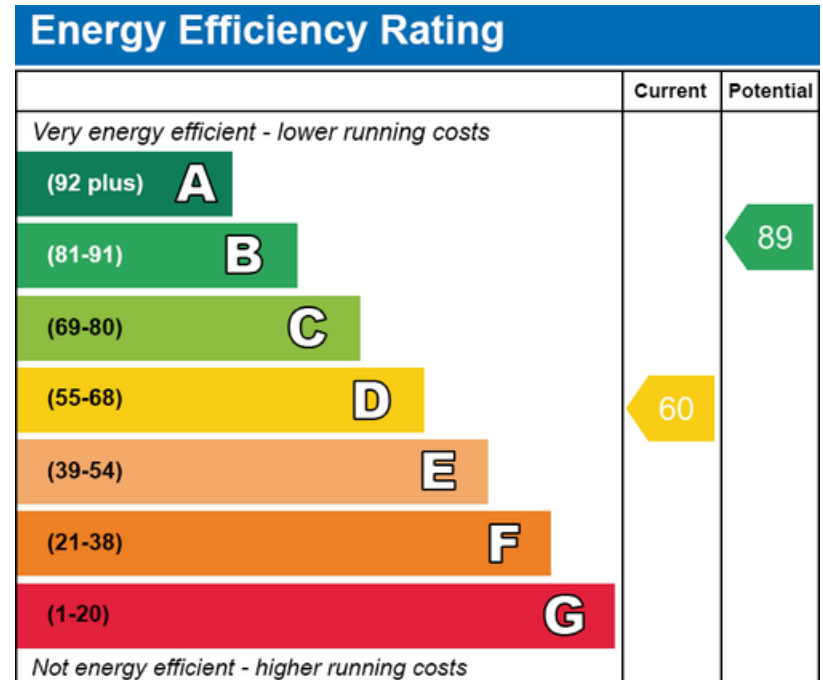 Energy Efficiency Rating
Current Potential
Very energy efficient - lower running costs
(92 plus) A
(81-91) B
89
(69-80) C
(55-68) D
60
(39-54) E
(21-38) F
(1-20) G
Not energy efficient - higher running costs